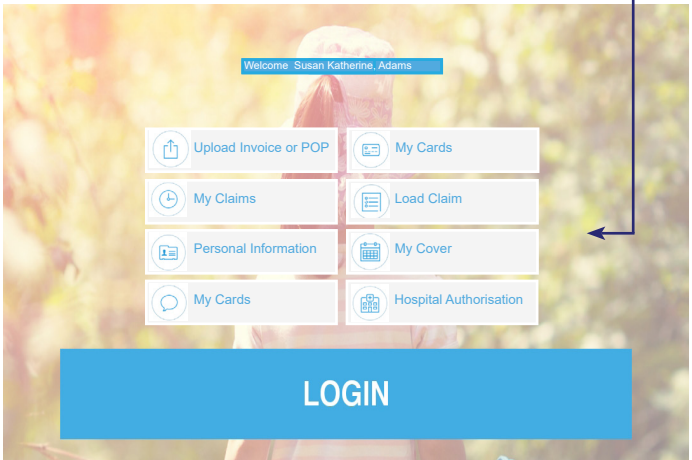 Welcome  Susan Katherine, Adams
Upload Invoice or POP
My Cards
My Claims
Load Claim
Personal Information
My Cover
My Cards
Hospital Authorisation
LOGIN